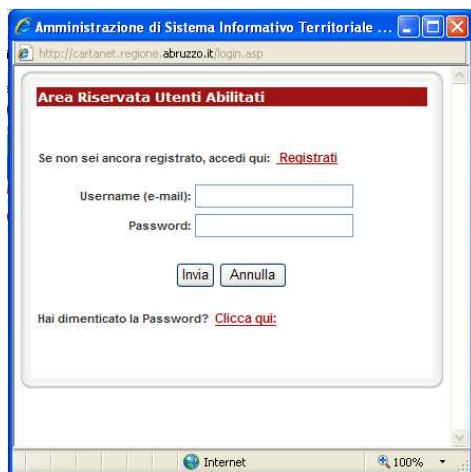 Amministrazione di Sistema Informativo Territoriale ...
http://cartanet.regione.abruzzo.it/login.asp
Area Riservata Utenti Abilitati
Se non sei ancora registrato, accedi qui: Registrati
Username (e-mail):
Password:
Invia Annulla
Hai dimenticato la Password? Clicca qui:
Internet 100%